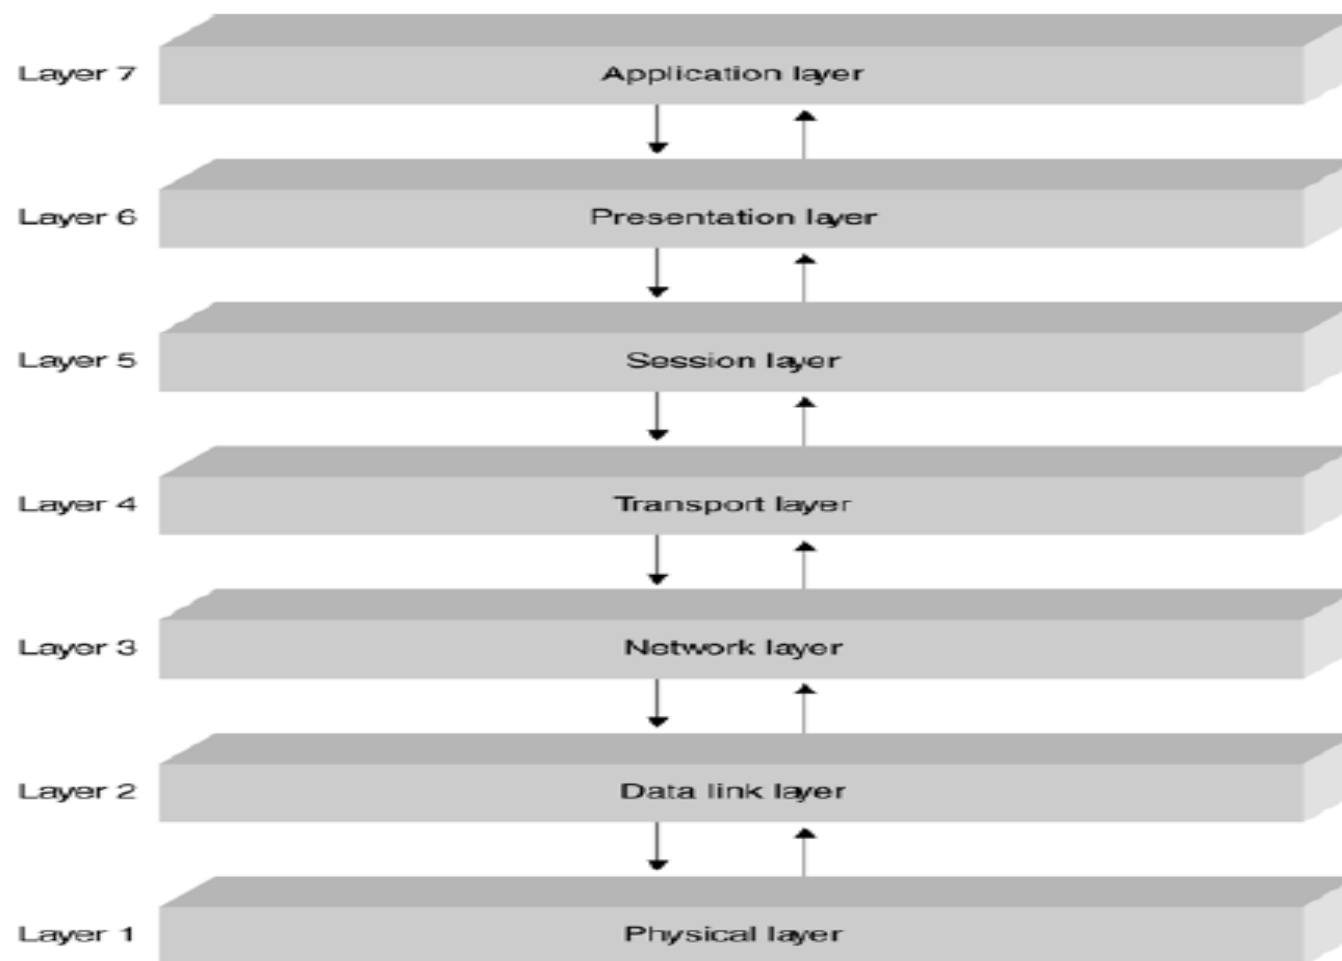 Layer 7 Application layer
Layer 6 Presentation layer
Layer 5 Session layer
Layer 4 Transport layer
Layer 3 Network layer
Layer 2 Data link layer
Layer 1 Physical layer